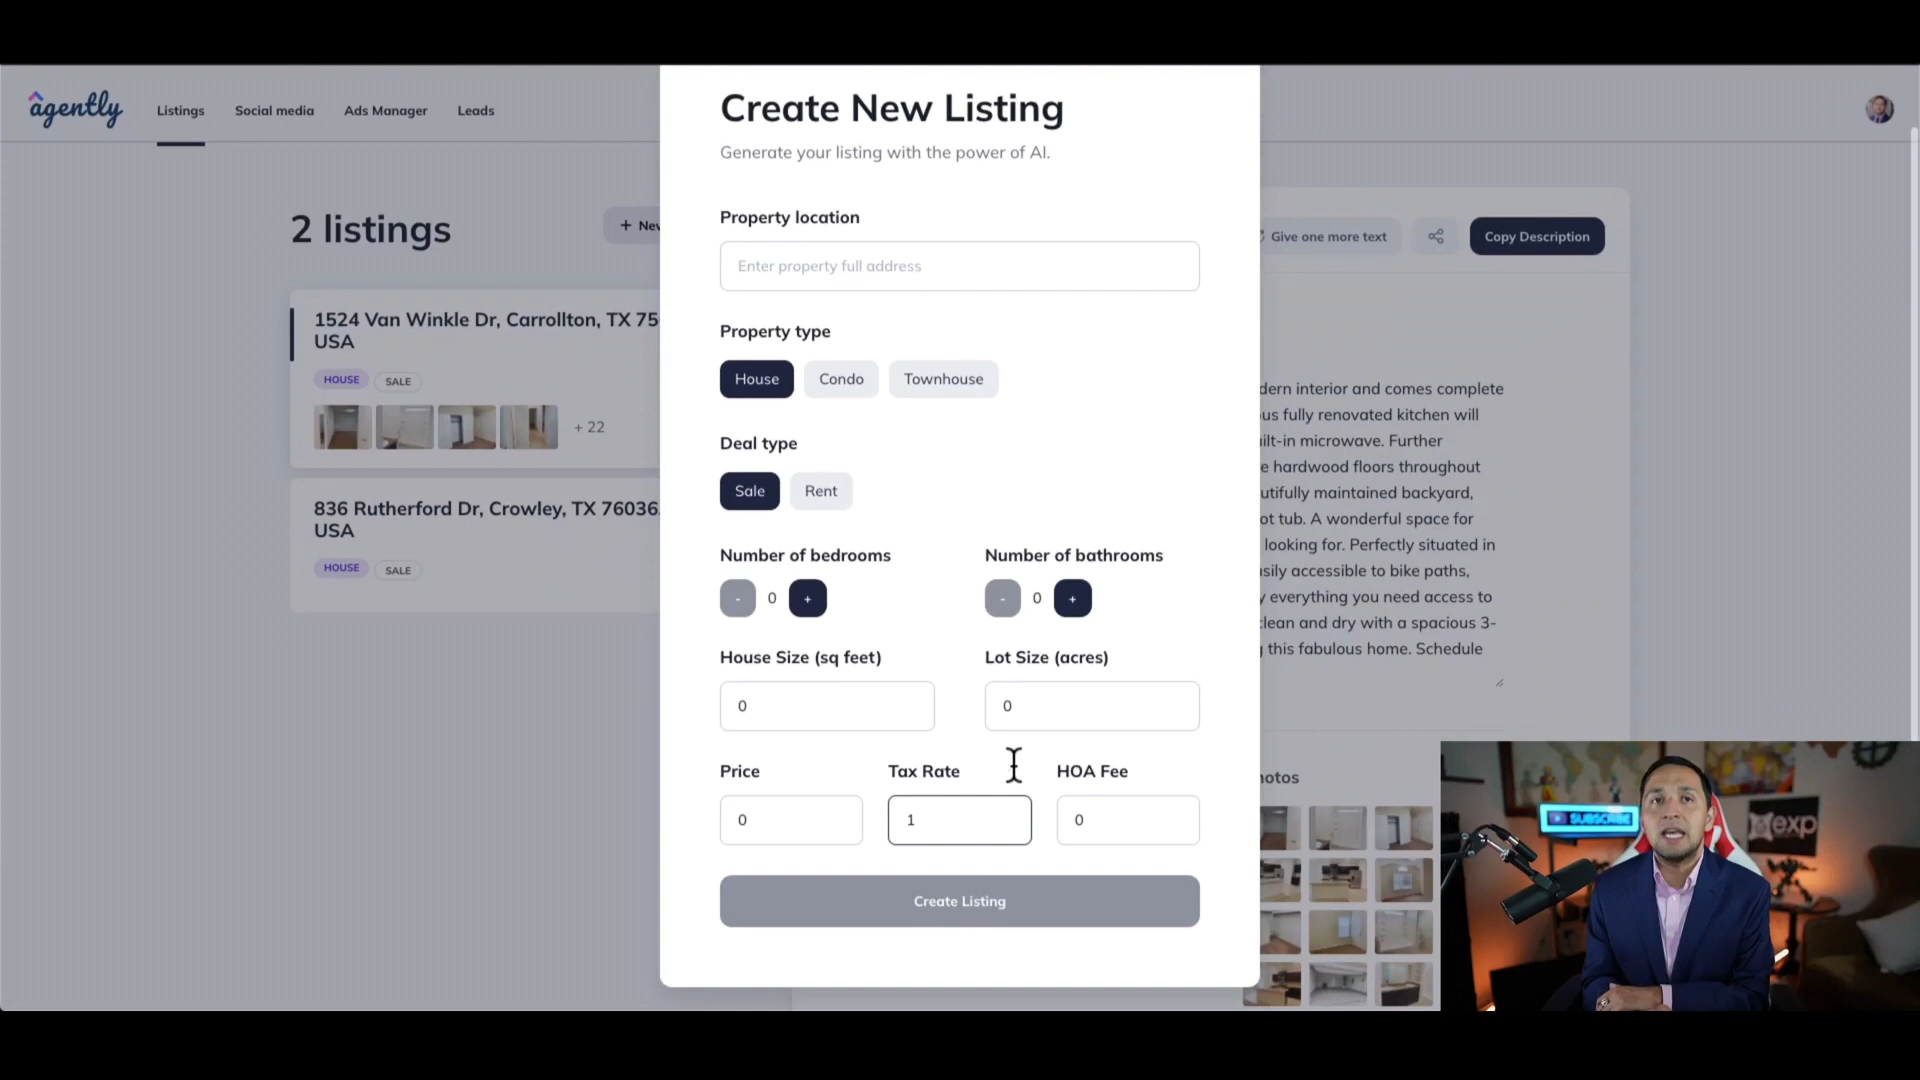 agently
Listings
Social media
Ads Manager
Leads
2 listings
+ New
1524 Van Winkle Dr, Carrollton, TX 75
USA
HOUSE
SALE
+ 22
836 Rutherford Dr, Crowley, TX 76036,
USA
HOUSE
SALE
Create New Listing
Generate your listing with the power of AI.
Property location
Enter property full address
Property type
House
Condo
Townhouse
Deal type
Sale
Rent
Number of bedrooms
Number of bathrooms
- 0 +
- 0 +
House Size (sq feet)
Lot Size (acres)
0
0
Price
Tax Rate
HOA Fee
0
1
0
Create Listing
Give one more text
Copy Description
dern interior and comes complete
us fully renovated kitchen will
ilt-in microwave. Further
e hardwood floors throughout
utifully maintained backyard,
ot tub. A wonderful space for
looking for. Perfectly situated in
sily accessible to bike paths,
y everything you need access to
clean and dry with a spacious 3-
this fabulous home. Schedule
hotos
SUBSCRIBE
exp